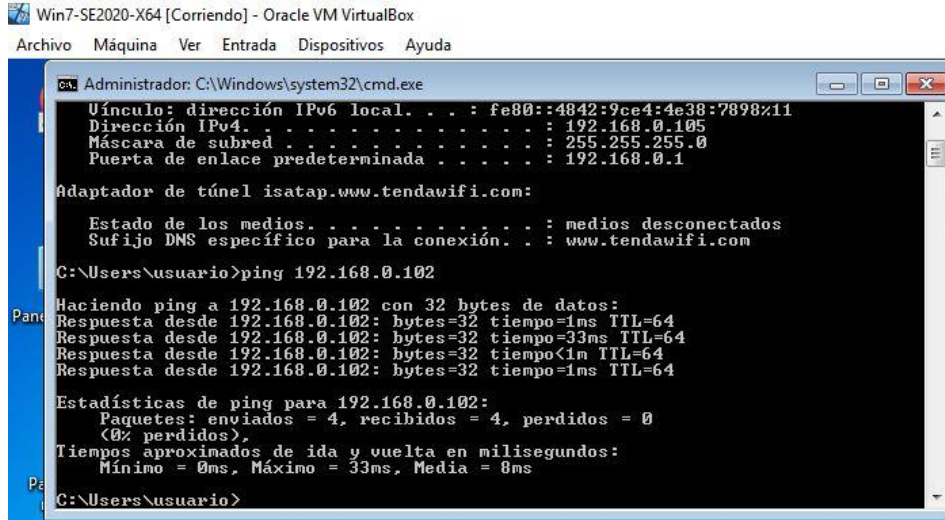 Win7-SE2020-X64 [Corriendo] - Oracle VM VirtualBox
Archivo Máquina Ver Entrada Dispositivos Ayuda
Administrador: C:\Windows\system32\cmd.exe
Vínculo: dirección IPv6 local. . . : fe80::4842:9ce4:4e38:7898%11
Dirección IPv4. . . . . . . . . . . . . . : 192.168.0.105
Máscara de subred . . . . . . . . . . . . : 255.255.255.0
Puerta de enlace predeterminada . . . . . : 192.168.0.1
Adaptador de túnel isatap.www.tendawifi.com:
Estado de los medios. . . . . . . . . . . : medios desconectados
Sufijo DNS específico para la conexión. . : www.tendawifi.com
C:\Users\usuario>ping 192.168.0.102
Haciendo ping a 192.168.0.102 con 32 bytes de datos:
Respuesta desde 192.168.0.102: bytes=32 tiempo=1ms TTL=64
Respuesta desde 192.168.0.102: bytes=32 tiempo=33ms TTL=64
Respuesta desde 192.168.0.102: bytes=32 tiempo<1m TTL=64
Respuesta desde 192.168.0.102: bytes=32 tiempo=1ms TTL=64
Estadísticas de ping para 192.168.0.102:
Paquetes: enviados = 4, recibidos = 4, perdidos = 0
(0% perdidos),
Tiempos aproximados de ida y vuelta en milisegundos:
Mínimo = 0ms, Máximo = 33ms, Media = 8ms
C:\Users\usuario>